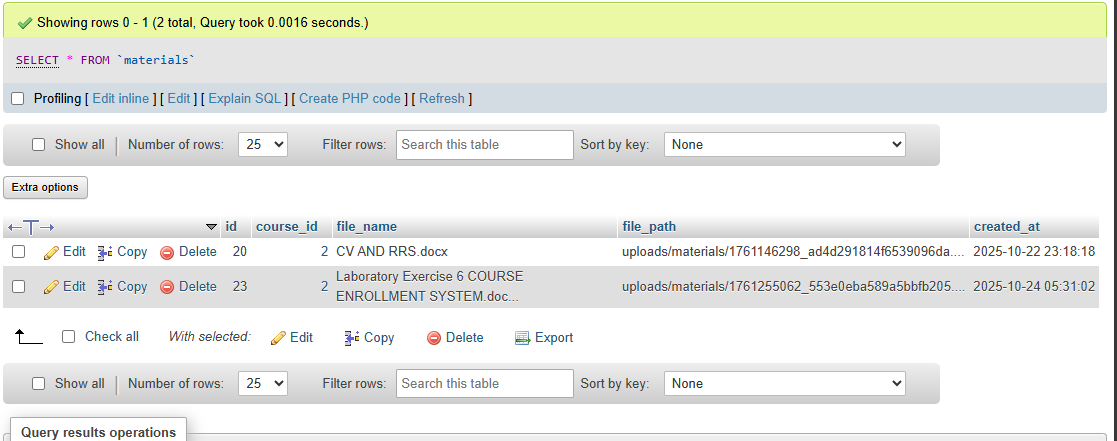 Showing rows 0 - 1 (2 total, Query took 0.0016 seconds.)
SELECT * FROM `materials`
Profiling [ Edit inline ] [ Edit ] [ Explain SQL ] [ Create PHP code ] [ Refresh ]
Show all Number of rows: 25 Filter rows: Search this table Sort by key: None
Extra options
id course_id file_name file_path created_at
Edit Copy Delete 20 2 CV AND RRS.docx uploads/materials/1761146298_ad4d291814f6539096da.... 2025-10-22 23:18:18
Edit Copy Delete 23 2 Laboratory Exercise 6 COURSE uploads/materials/1761255062_553e0eba589a5bbfb205.... 2025-10-24 05:31:02
ENROLLMENT SYSTEM.doc...
Check all With selected: Edit Copy Delete Export
Show all Number of rows: 25 Filter rows: Search this table Sort by key: None
Query results operations